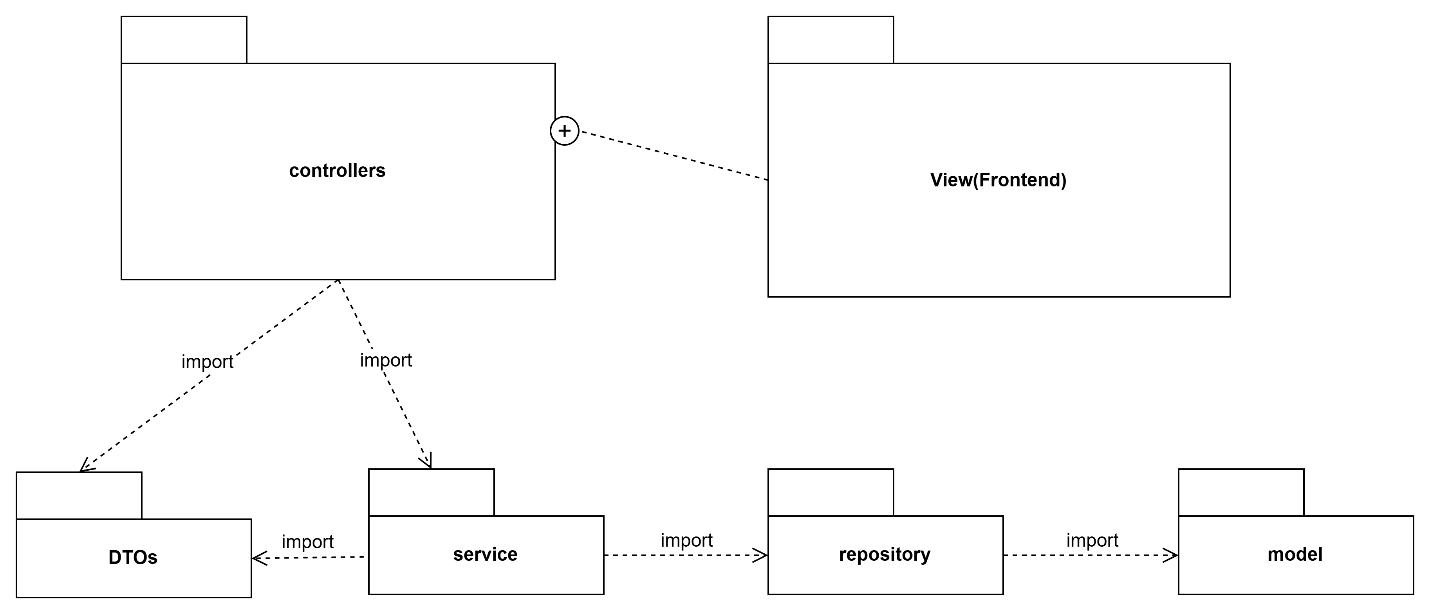 controllers
+
View(Frontend)
import
import
DTOs
import
service
import
repository
import
model